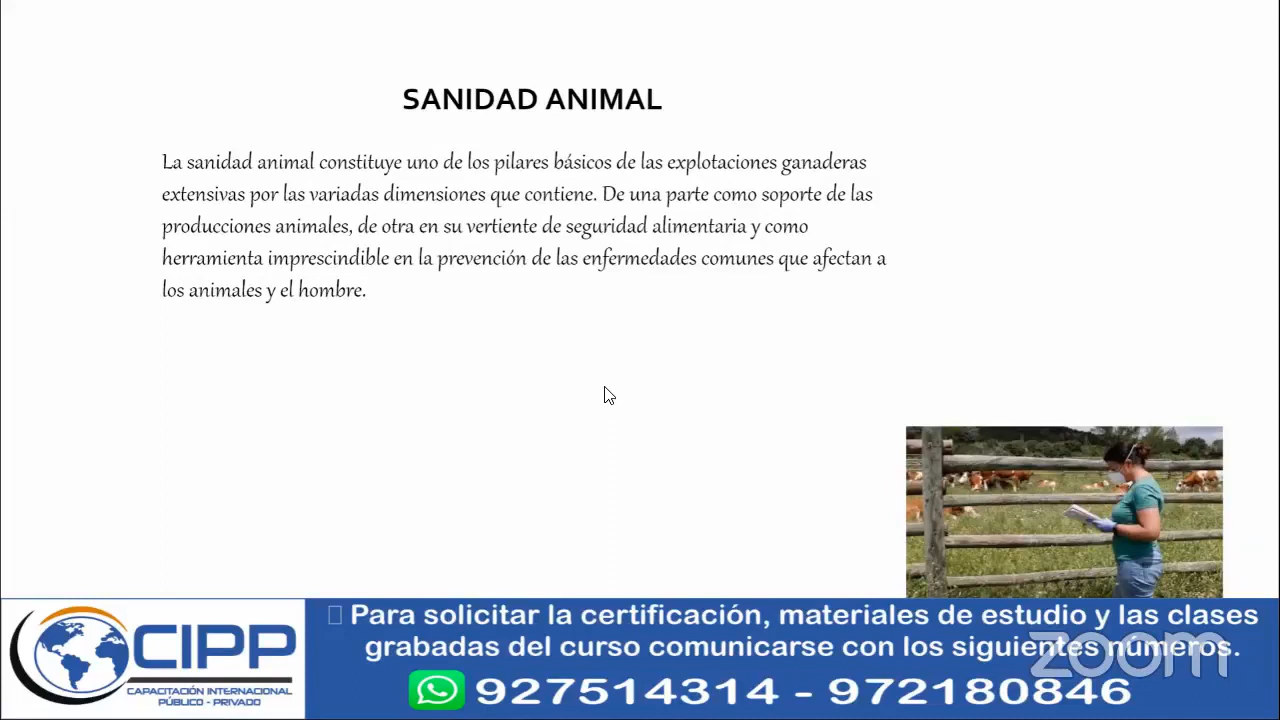 SANIDAD ANIMAL
La sanidad animal constituye uno de los pilares básicos de las explotaciones ganaderas
extensivas por las variadas dimensiones que contiene. De una parte como soporte de las
producciones animales, de otra en su vertiente de seguridad alimentaria y como
herramienta imprescindible en la prevención de las enfermedades comunes que afectan a
los animales y el hombre.
CIPP
CAPACITACIÓN INTERNACIONAL
PÚBLICO - PRIVADO
Para solicitar la certificación, materiales de estudio y las clases
grabadas del curso comunicarse con los siguientes números.
927514314 - 972180846
zoom